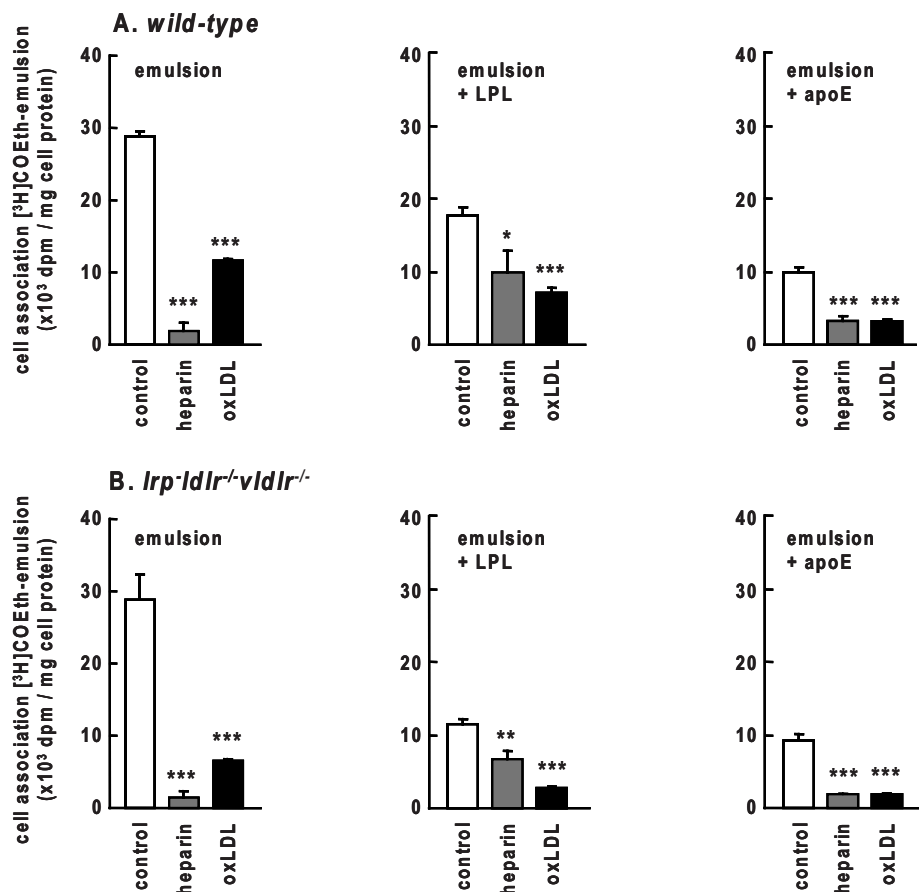 A. wild-type
cell association [³H]COEth-emulsion
(x10³ dpm / mg cell protein)
40
30
20
10
0
emulsion
***
***
control
heparin
oxLDL
40
30
20
10
0
emulsion
+ LPL
*
***
control
heparin
oxLDL
40
30
20
10
0
emulsion
+ apoE
*** ***
control
heparin
oxLDL
B. lrp⁻ldlr⁻/⁻vldlr⁻/⁻
cell association [³H]COEth-emulsion
(x10³ dpm / mg cell protein)
40
30
20
10
0
emulsion
***
***
control
heparin
oxLDL
40
30
20
10
0
emulsion
+ LPL
**
***
control
heparin
oxLDL
40
30
20
10
0
emulsion
+ apoE
*** ***
control
heparin
oxLDL